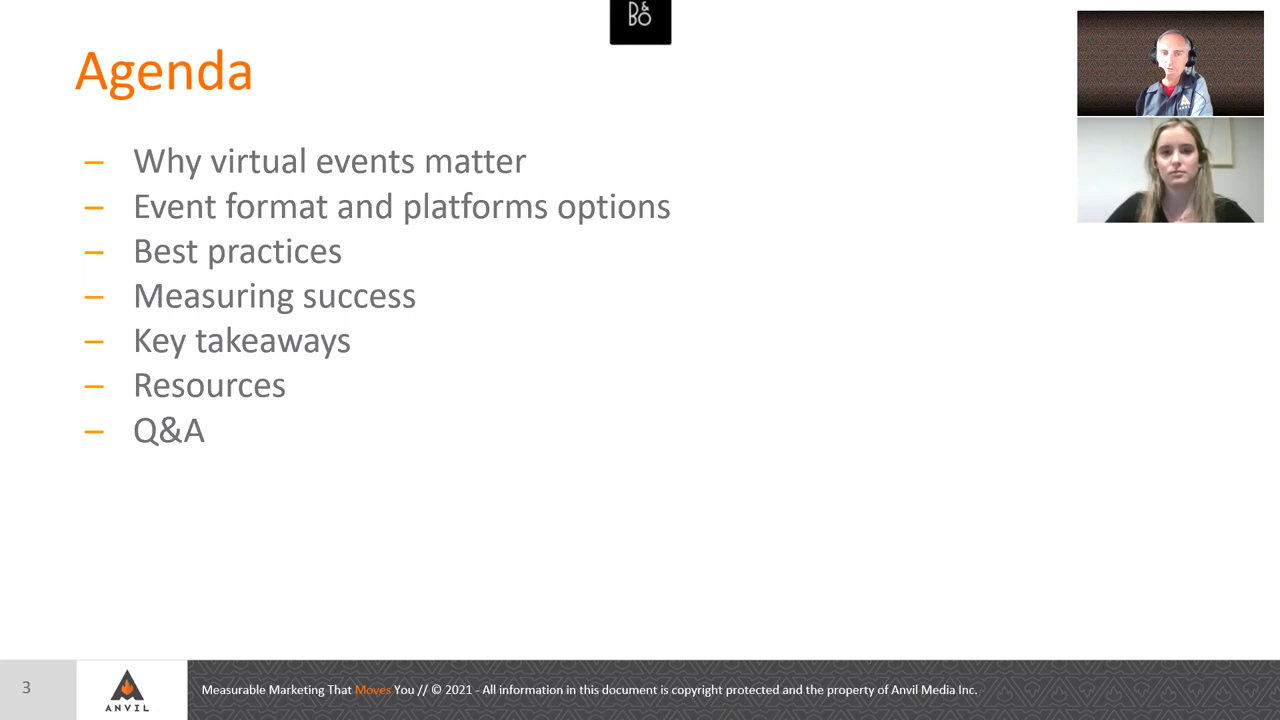 D&
BO
Agenda
– Why virtual events matter
– Event format and platforms options
– Best practices
– Measuring success
– Key takeaways
– Resources
– Q&A
3
ANVIL
Measurable Marketing That Moves You // © 2021 - All information in this document is copyright protected and the property of Anvil Media Inc.